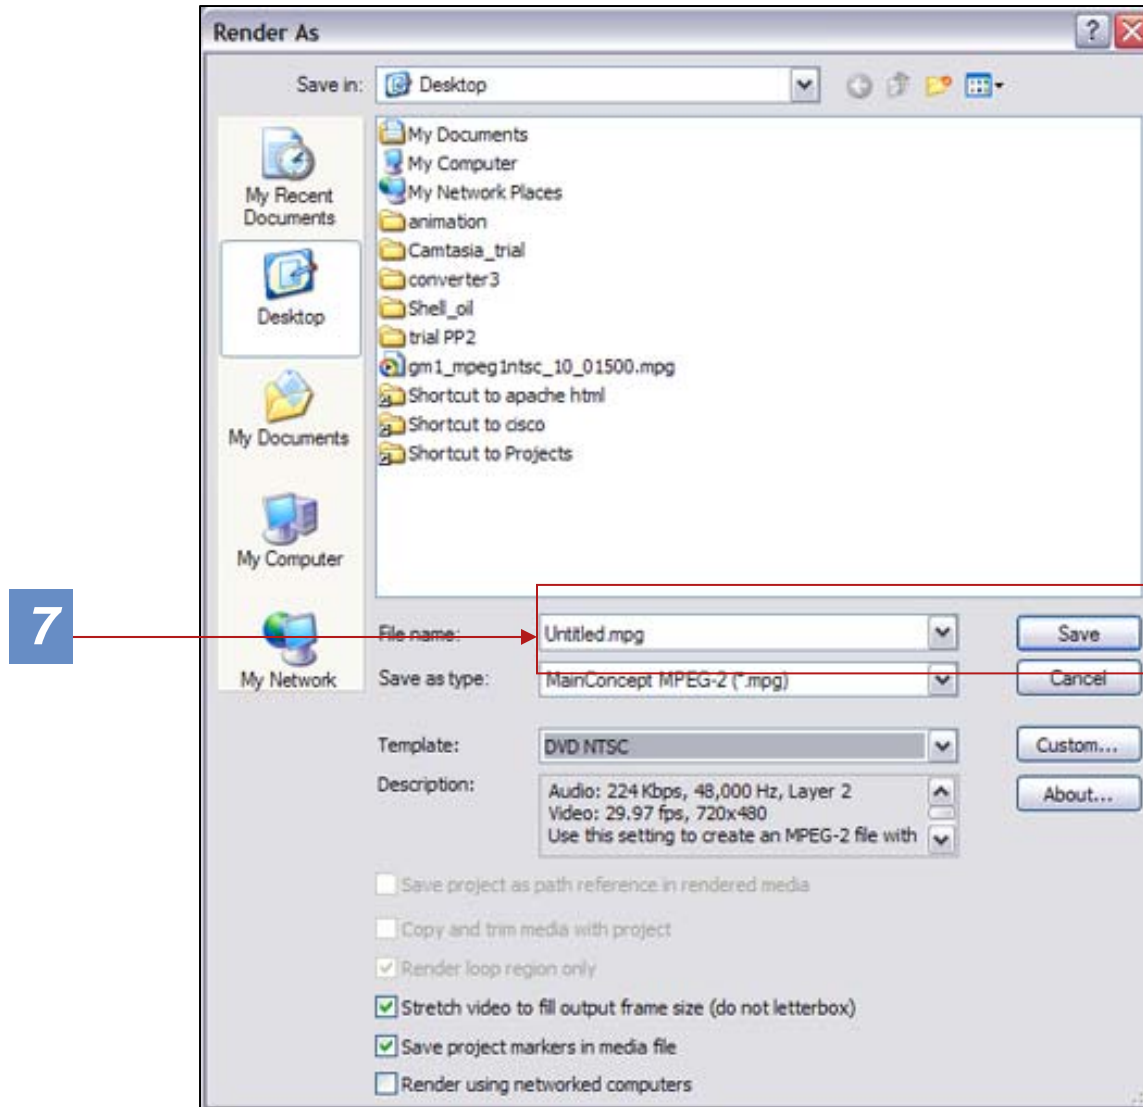 Render As
Save in:
Desktop
My Recent
Documents
Desktop
My Documents
My Computer
My Network
My Documents
My Computer
My Network Places
animation
Camtasia_trial
converter3
Shell_oil
trial PP2
gm1_mpeg1ntsc_10_01500.mpg
Shortcut to apache html
Shortcut to cisco
Shortcut to Projects
7
File name:
Untitled.mpg
Save
Save as type:
MainConcept MPEG-2 (*.mpg)
Cancel
Template:
DVD NTSC
Custom...
Description:
Audio: 224 Kbps, 48,000 Hz, Layer 2
Video: 29.97 fps, 720x480
Use this setting to create an MPEG-2 file with
About...
Save project as path reference in rendered media
Copy and trim media with project
Render loop region only
Stretch video to fill output frame size (do not letterbox)
Save project markers in media file
Render using networked computers